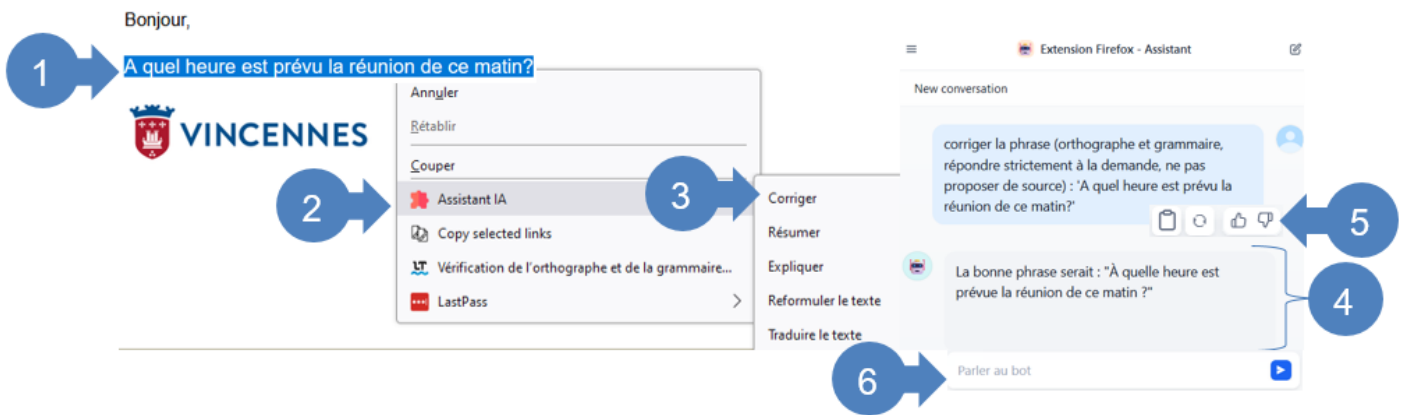 Bonjour,
1
A quel heure est prévu la réunion de ce matin?
VINCENNES
Annuler
Rétablir
Couper
2
Assistant IA
Copy selected links
LT
Vérification de l'orthographe et de la grammaire...
LastPass
3
Corriger
Résumer
Expliquer
Reformuler le texte
Traduire le texte
Extension Firefox - Assistant
New conversation
corriger la phrase (orthographe et grammaire,
répondre strictement à la demande, ne pas
proposer de source) : 'A quel heure est prévu la
réunion de ce matin?'
5
La bonne phrase serait : "À quelle heure est
prévue la réunion de ce matin ?"
4
6
Parler au bot